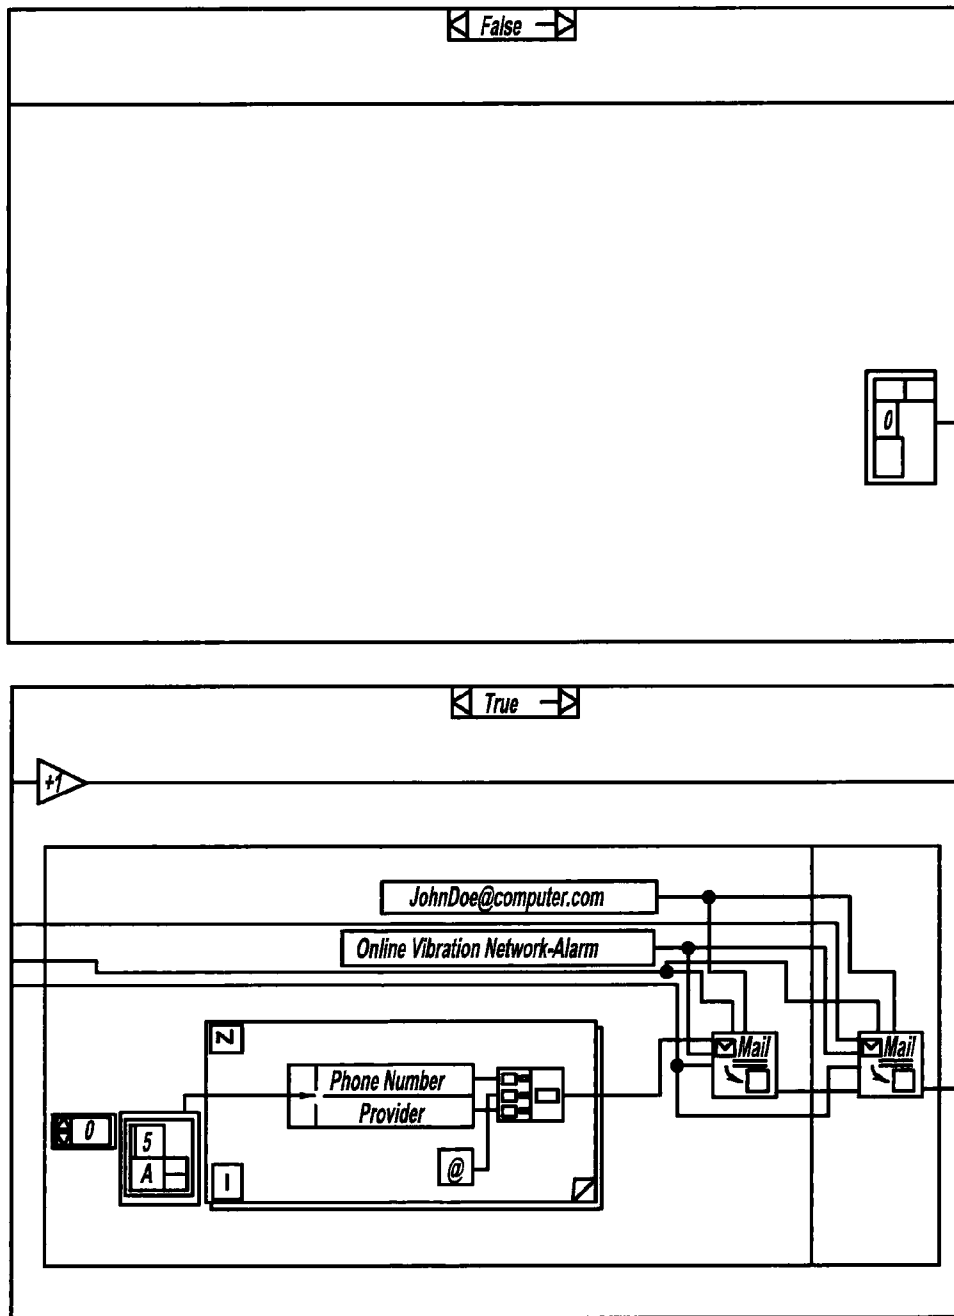 False
0
True
+1
JohnDoe@computer.com
Online Vibration Network-Alarm
N
Mail
Mail
Phone Number
Provider
0
5
A
@
I